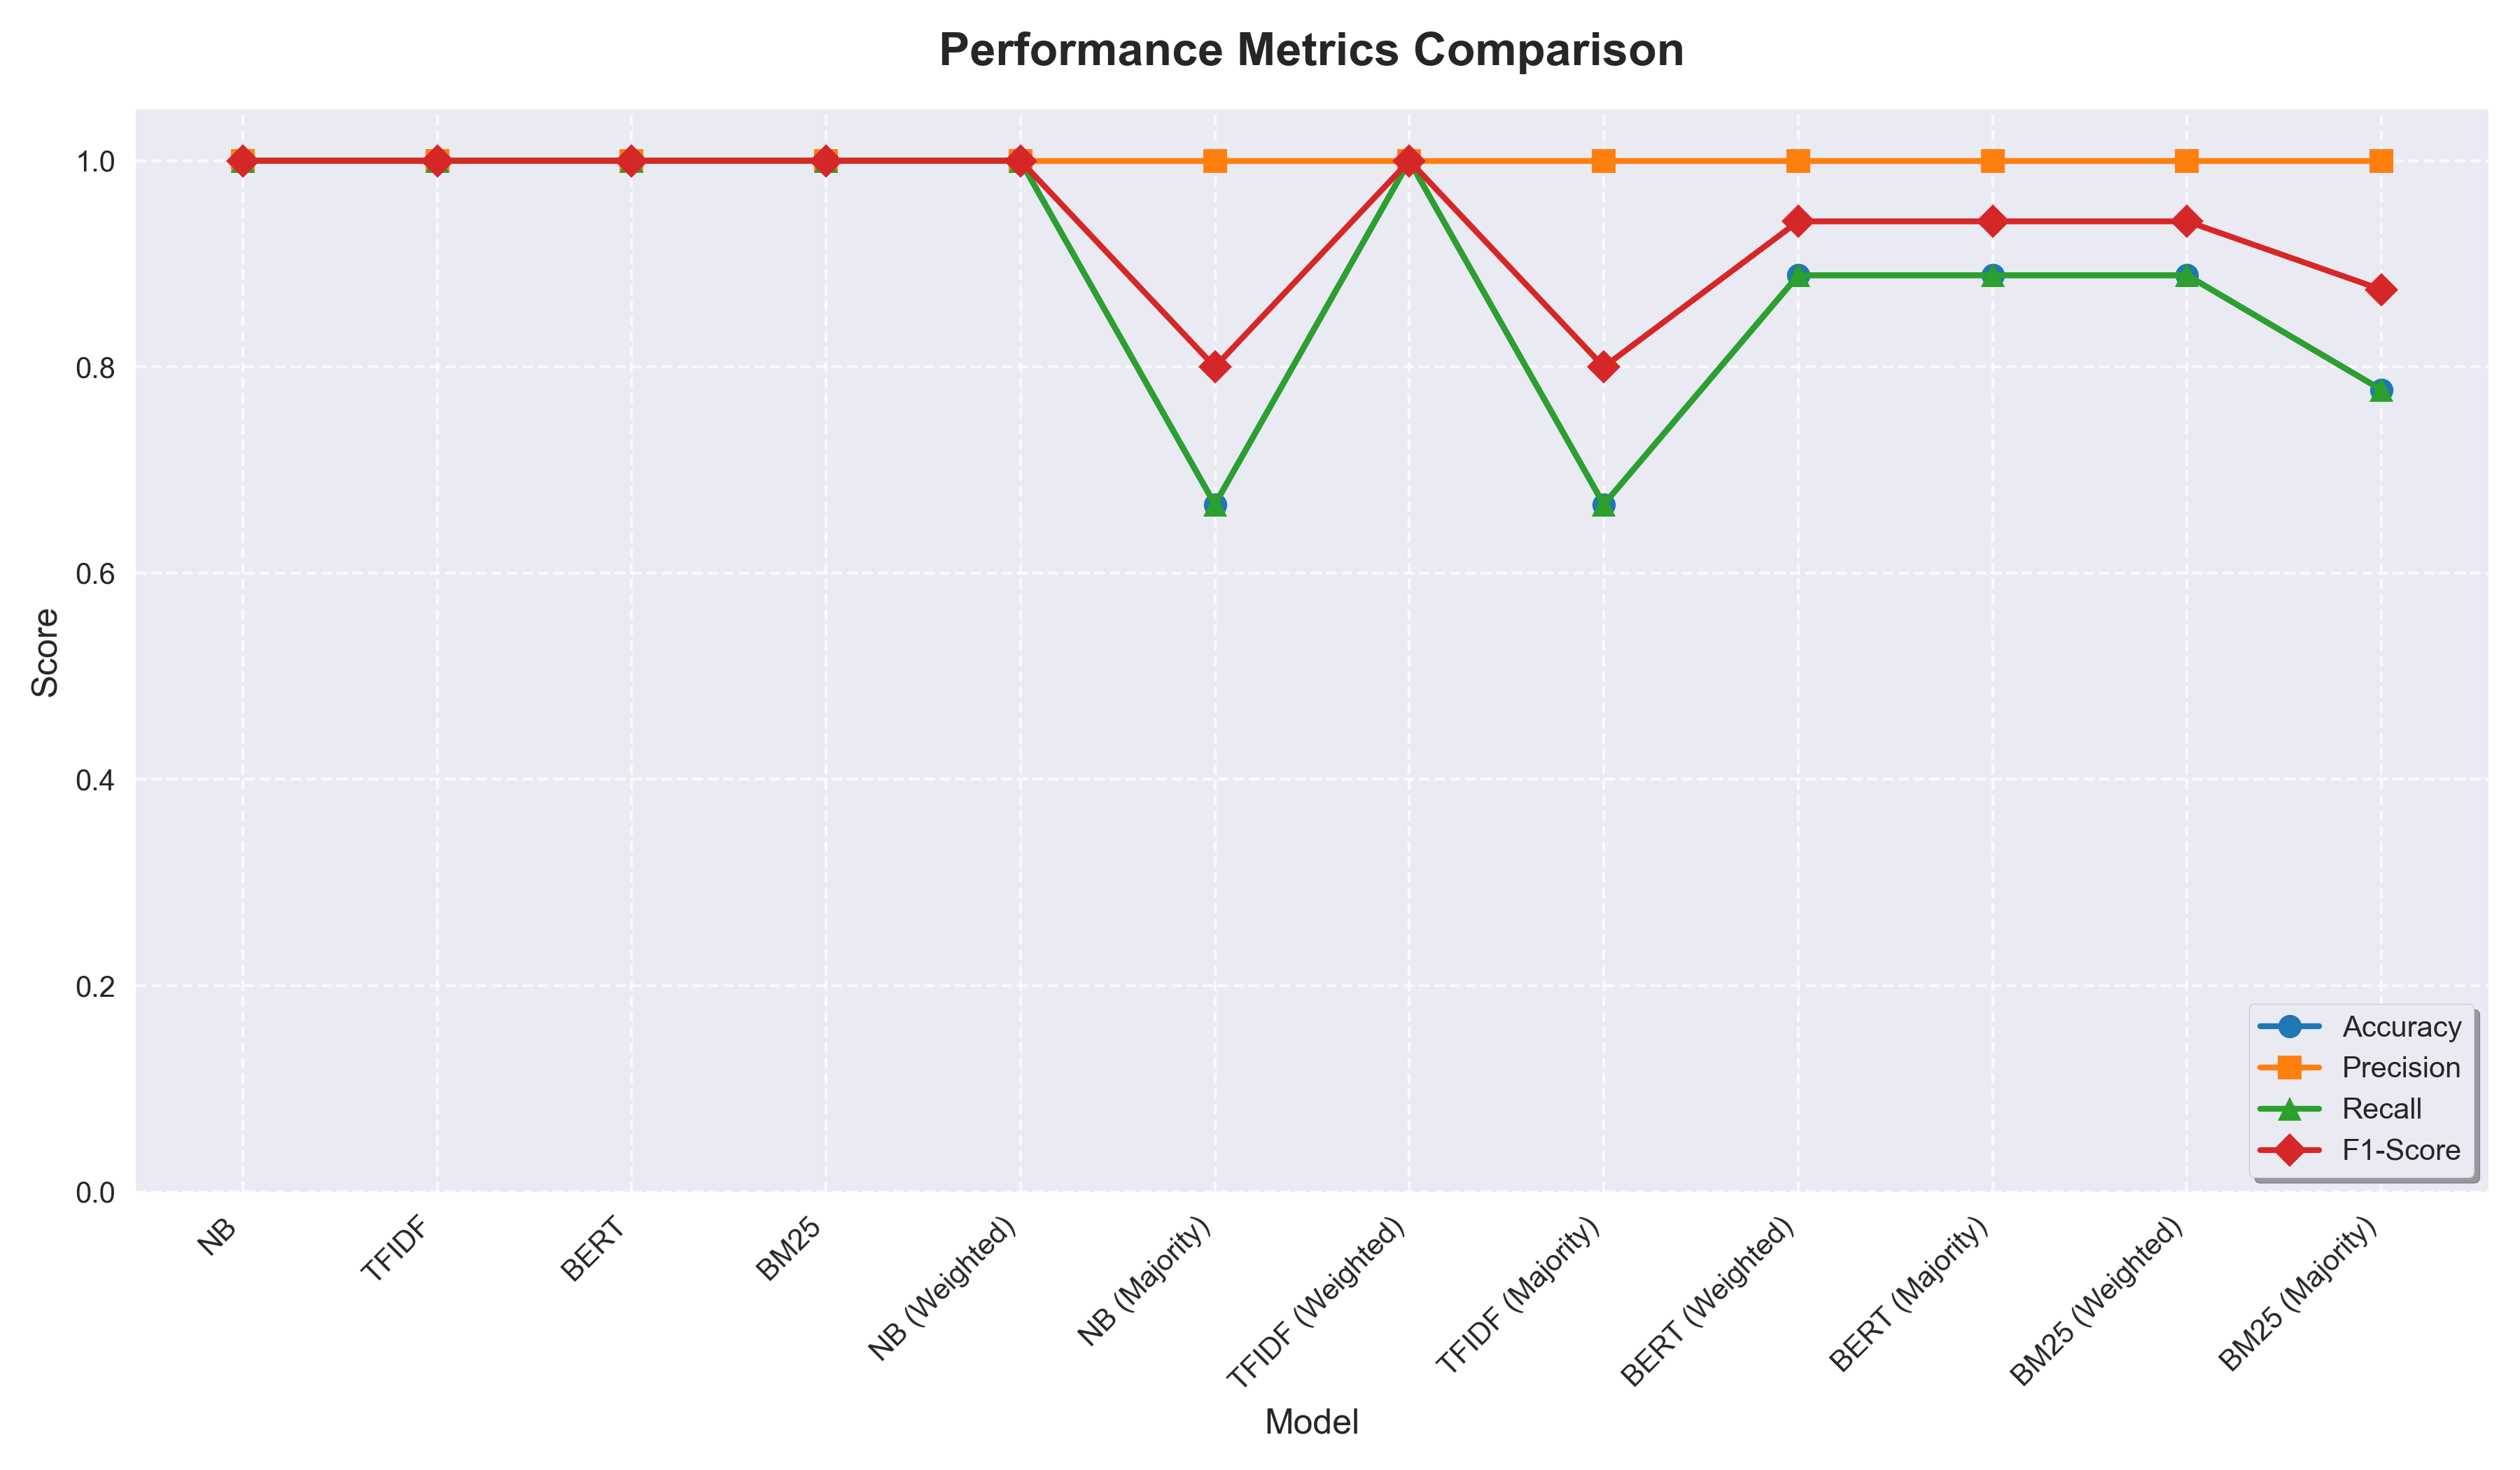 Performance Metrics Comparison
1.0
0.8
0.6
0.4
0.2
0.0
Score
Accuracy
Precision
Recall
F1-Score
NB
TFIDF
BERT
BM25
NB (Weighted)
NB (Majority)
TFIDF (Weighted)
TFIDF (Majority)
BERT (Weighted)
BERT (Majority)
BM25 (Weighted)
BM25 (Majority)
Model